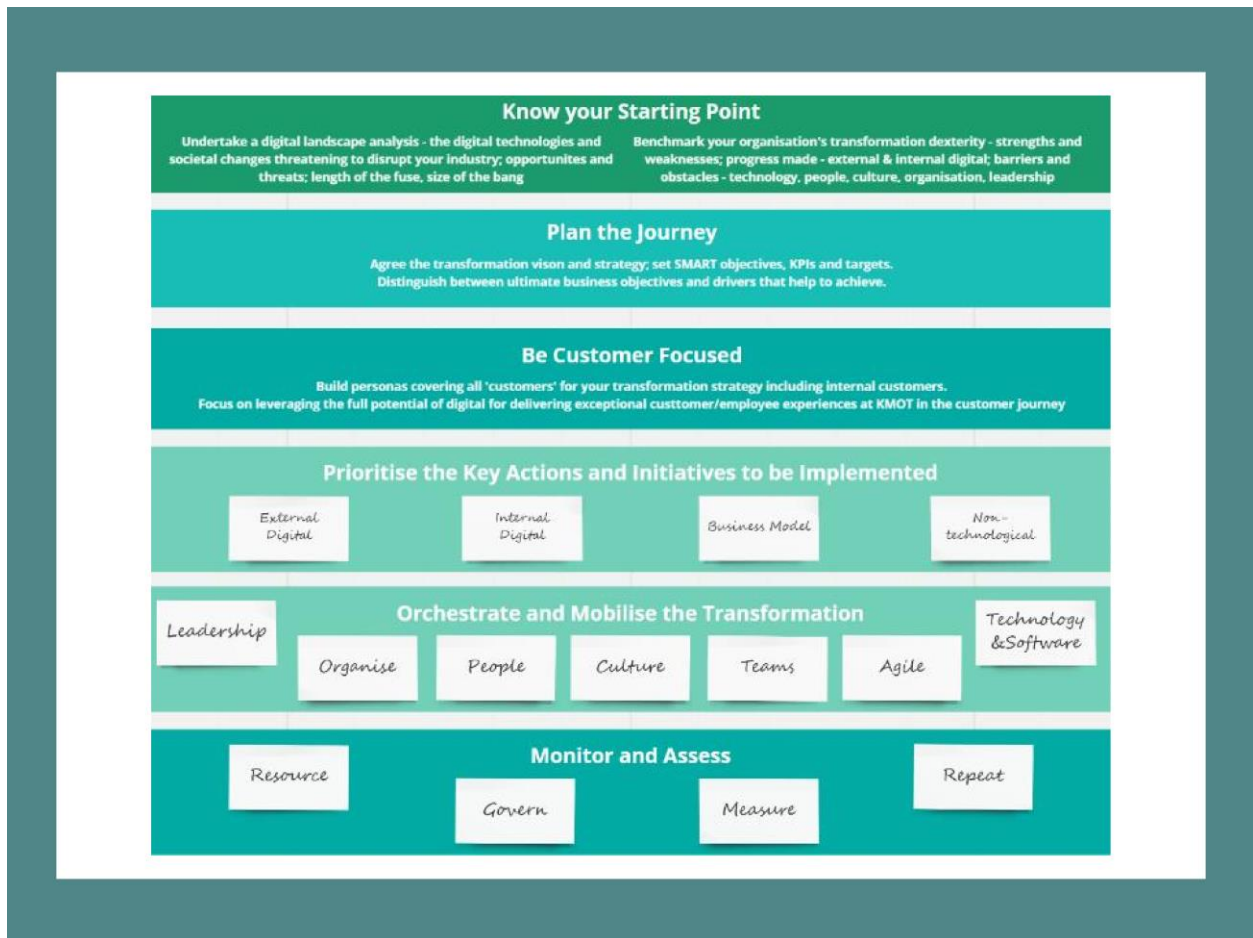 Know your Starting Point
Undertake a digital landscape analysis - the digital technologies and
societal changes threatening to disrupt your industry; opportunites and
threats; length of the fuse, size of the bang
Benchmark your organisation's transformation dexterity - strengths and
weaknesses; progress made - external & internal digital; barriers and
obstacles - technology, people, culture, organisation, leadership
Plan the Journey
Agree the transformation vison and strategy; set SMART objectives, KPIs and targets.
Distinguish between ultimate business objectives and drivers that help to achieve.
Be Customer Focused
Build personas covering all 'customers' for your transformation strategy including internal customers.
Focus on leveraging the full potential of digital for delivering exceptional custtomer/employee experiences at KMOT in the customer journey
Prioritise the Key Actions and Initiatives to be Implemented
External
Digital
Internal
Digital
Business Model
Non-
technological
Orchestrate and Mobilise the Transformation
Leadership
Organise
People
Culture
Teams
Agile
Technology
&Software
Monitor and Assess
Resource
Govern
Measure
Repeat